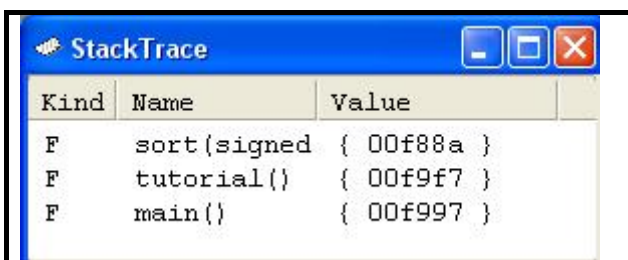 StackTrace
Kind Name Value
F sort(signed { 00f88a }
F tutorial() { 00f9f7 }
F main() { 00f997 }